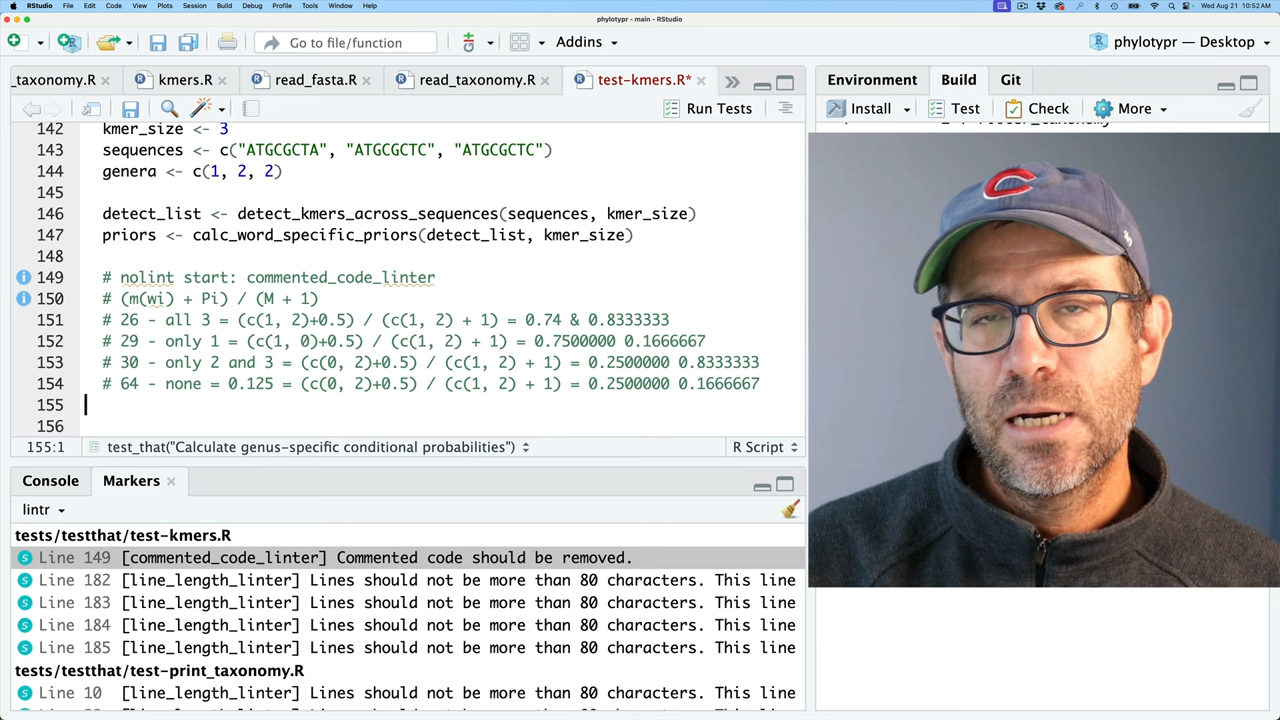 RStudio File Edit Code View Plots Session Build Debug Profile Tools Window Help Wed Aug 21 10:52 AM
phylotypr - main - RStudio
Go to file/function Addins phylotypr — Desktop
_taxonomy.R kmers.R read_fasta.R read_taxonomy.R test-kmers.R*
Run Tests
142 kmer_size <- 3
143 sequences <- c("ATGCGCTA", "ATGCGCTC", "ATGCGCTC")
144 genera <- c(1, 2, 2)
145
146 detect_list <- detect_kmers_across_sequences(sequences, kmer_size)
147 priors <- calc_word_specific_priors(detect_list, kmer_size)
148
149 # nolint start: commented_code_linter
150 # (m(wi) + Pi) / (M + 1)
151 # 26 - all 3 = (c(1, 2)+0.5) / (c(1, 2) + 1) = 0.74 & 0.8333333
152 # 29 - only 1 = (c(1, 0)+0.5) / (c(1, 2) + 1) = 0.7500000 0.1666667
153 # 30 - only 2 and 3 = (c(0, 2)+0.5) / (c(1, 2) + 1) = 0.2500000 0.8333333
154 # 64 - none = 0.125 = (c(0, 2)+0.5) / (c(1, 2) + 1) = 0.2500000 0.1666667
155
156
155:1 test_that("Calculate genus-specific conditional probabilities") R Script
Console Markers
lintr
tests/testthat/test-kmers.R
Line 149 [commented_code_linter] Commented code should be removed.
Line 182 [line_length_linter] Lines should not be more than 80 characters. This line
Line 183 [line_length_linter] Lines should not be more than 80 characters. This line
Line 184 [line_length_linter] Lines should not be more than 80 characters. This line
Line 185 [line_length_linter] Lines should not be more than 80 characters. This line
tests/testthat/test-print_taxonomy.R
Line 10 [line_length_linter] Lines should not be more than 80 characters. This line
Environment Build Git
Install Test Check More
C